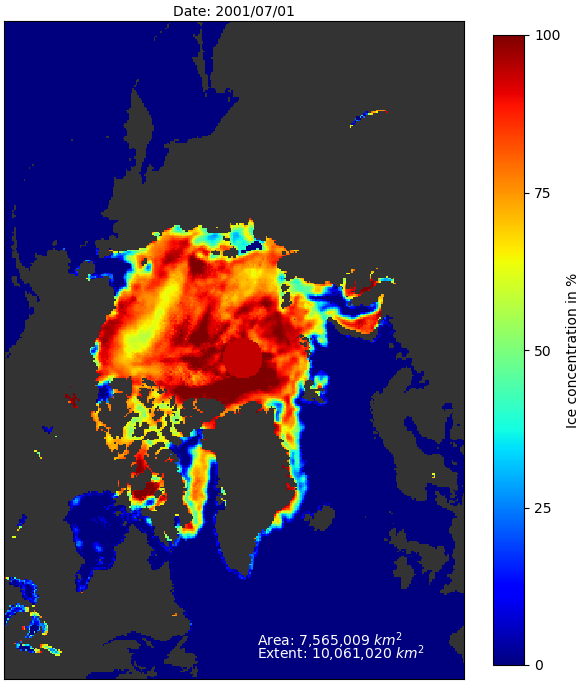 Date: 2001/07/01
100
75
50
25
0
Ice concentration in %
Area: 7,565,009 km²
Extent: 10,061,020 km²